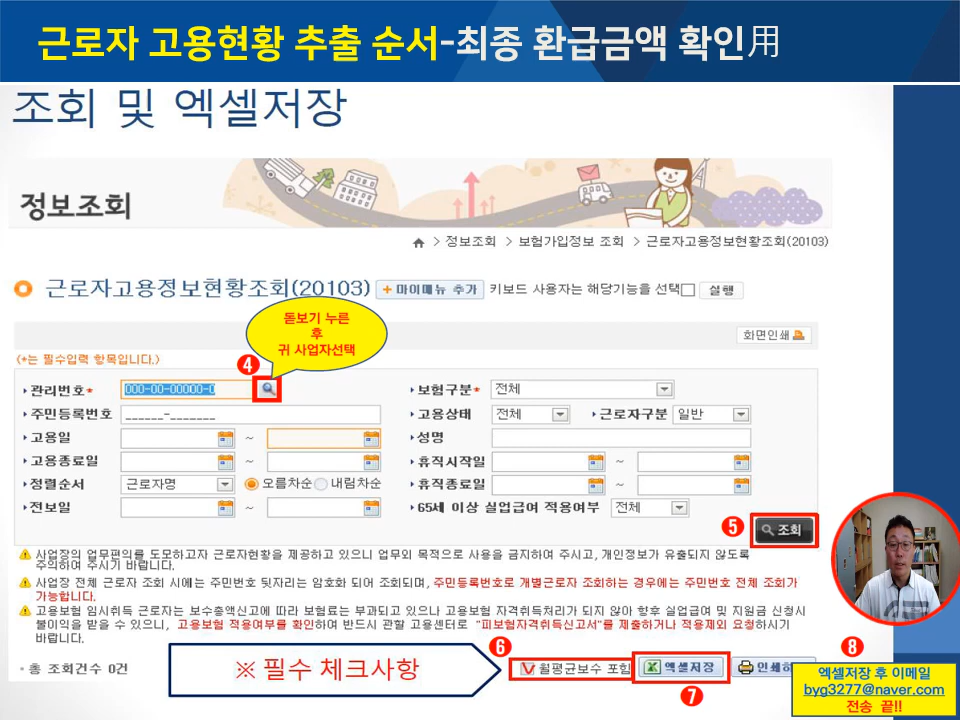 근로자 고용현황 추출 순서-최종 환급금액 확인用
조회 및 엑셀저장
정보조회
> 정보조회 > 보험가입정보 조회 > 근로자고용정보현황조회(20103)
근로자고용정보현황조회(20103) + 마이메뉴 추가 키보드 사용자는 해당기능을 선택 실행
돋보기 누른
후
귀 사업자선택
화면인쇄
(*는 필수입력 항목입니다.)
4
관리번호* 000-00-00000-0 보험구분* 전체
주민등록번호 ______-_______ 고용상태 전체 근로자구분 일반
고용일 ~ 성명
고용종료일 ~ 휴직시작일 ~
정렬순서 근로자명 오름차순 내림차순 휴직종료일 ~
전보일 ~ 65세 이상 실업급여 적용여부 전체
5 조회
사업장의 업무편의를 도모하고자 근로자현황을 제공하고 있으니 업무외 목적으로 사용을 금지하여 주시고, 개인정보가 유출되지 않도록
주의하여 주시기 바랍니다.
사업장 전체 근로자 조회 시에는 주민번호 뒷자리는 암호화 되어 조회되며, 주민등록번호로 개별근로자 조회하는 경우에는 주민번호 전체 조회가
가능합니다.
고용보험 임시취득 근로자는 보수총액신고에 따라 보험료는 부과되고 있으나 고용보험 자격취득처리가 되지 않아 향후 실업급여 및 지원금 신청시
불이익을 받을 수 있으니, 고용보험 적용여부를 확인하여 반드시 관할 고용센터로 "피보험자격취득신고서"를 제출하거나 적용제외 요청하시기
바랍니다.
6 8
총 조회건수 0건 ※ 필수 체크사항 월평균보수 포함 엑셀저장 인쇄하
7
엑셀저장 후 이메일
byg3277@naver.com
전송 끝!!